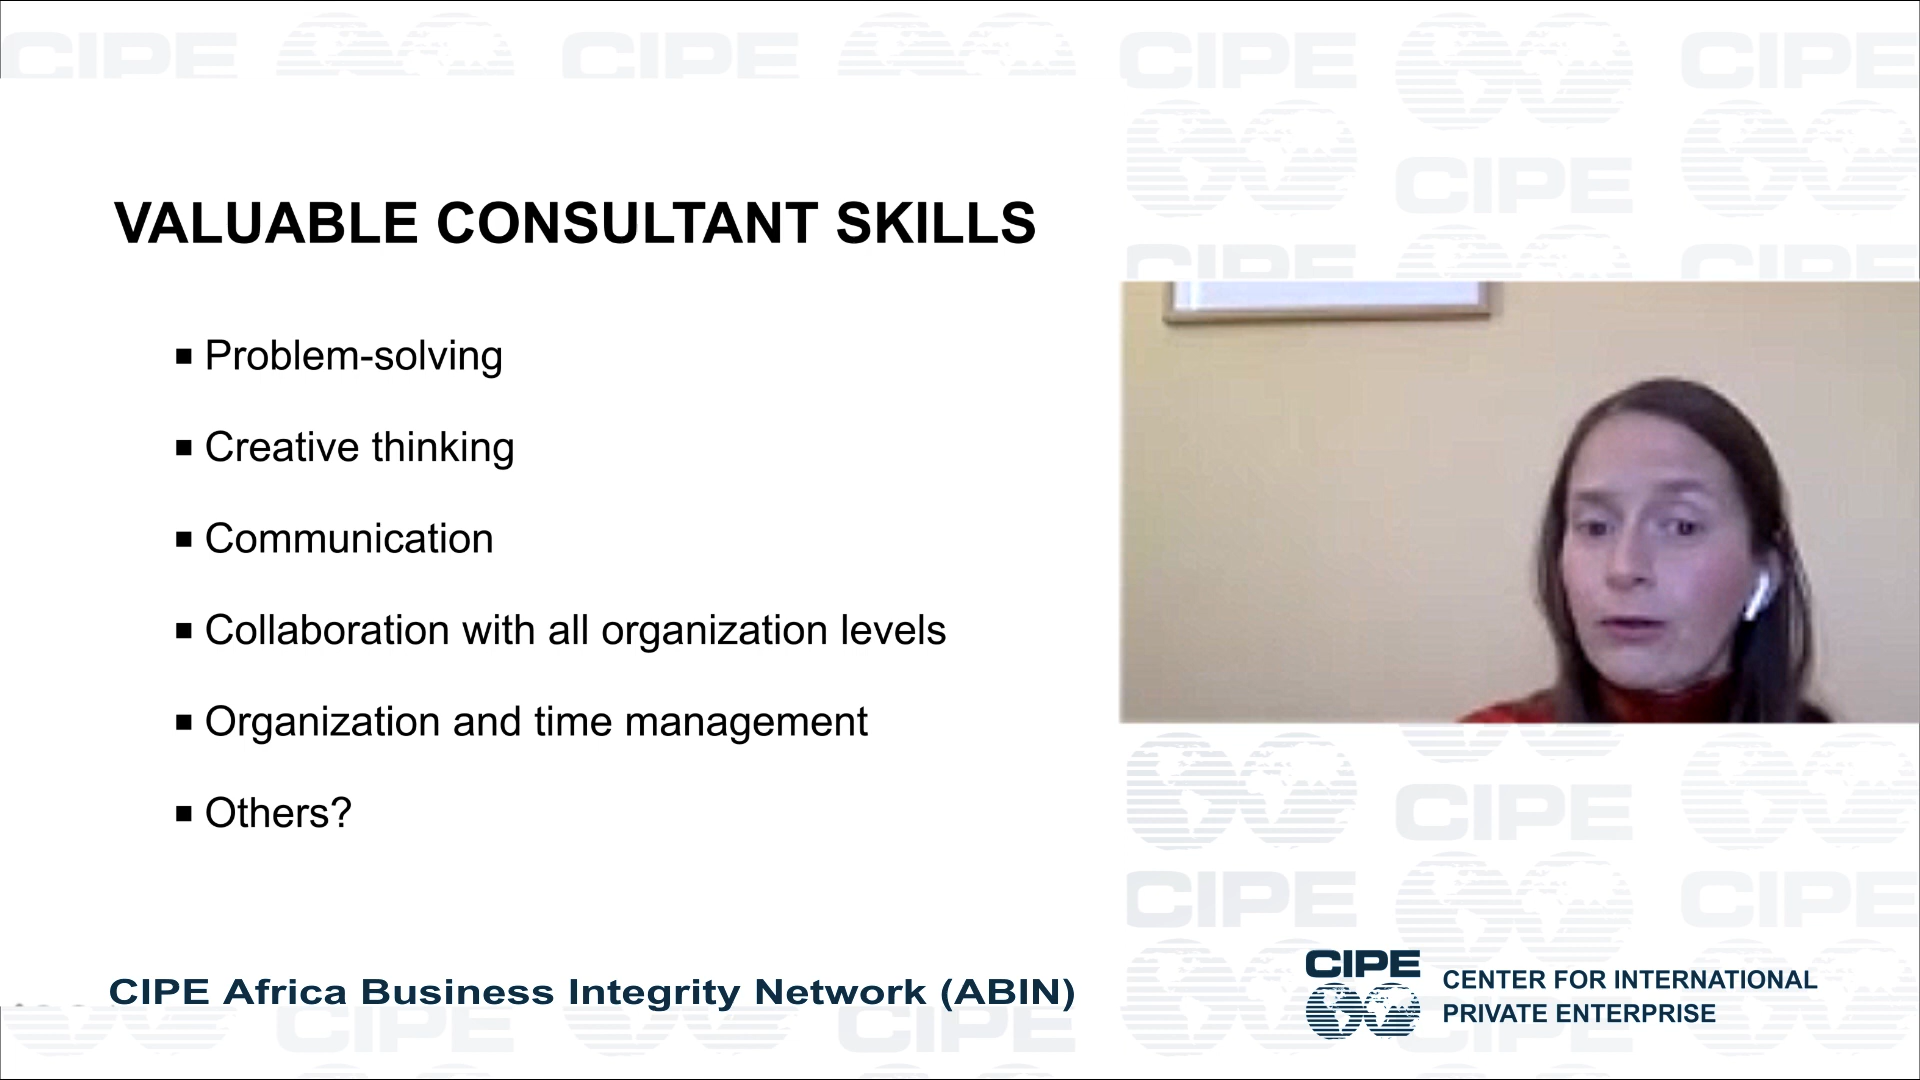 VALUABLE CONSULTANT SKILLS
Problem-solving
Creative thinking
Communication
Collaboration with all organization levels
Organization and time management
Others?
CIPE Africa Business Integrity Network (ABIN)
CIPE
CENTER FOR INTERNATIONAL
PRIVATE ENTERPRISE